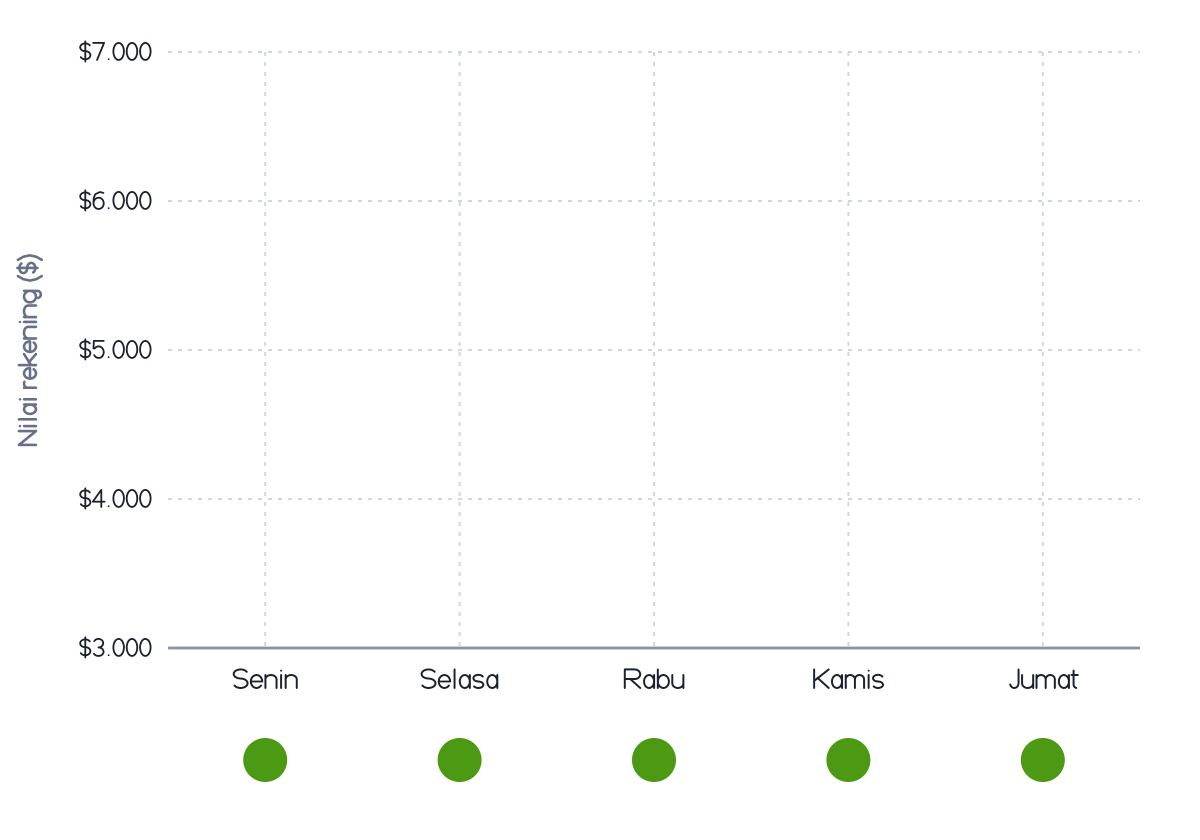 $7.000
$6.000
$5.000
$4.000
$3.000
Nilai rekening ($)
Senin Selasa Rabu Kamis Jumat